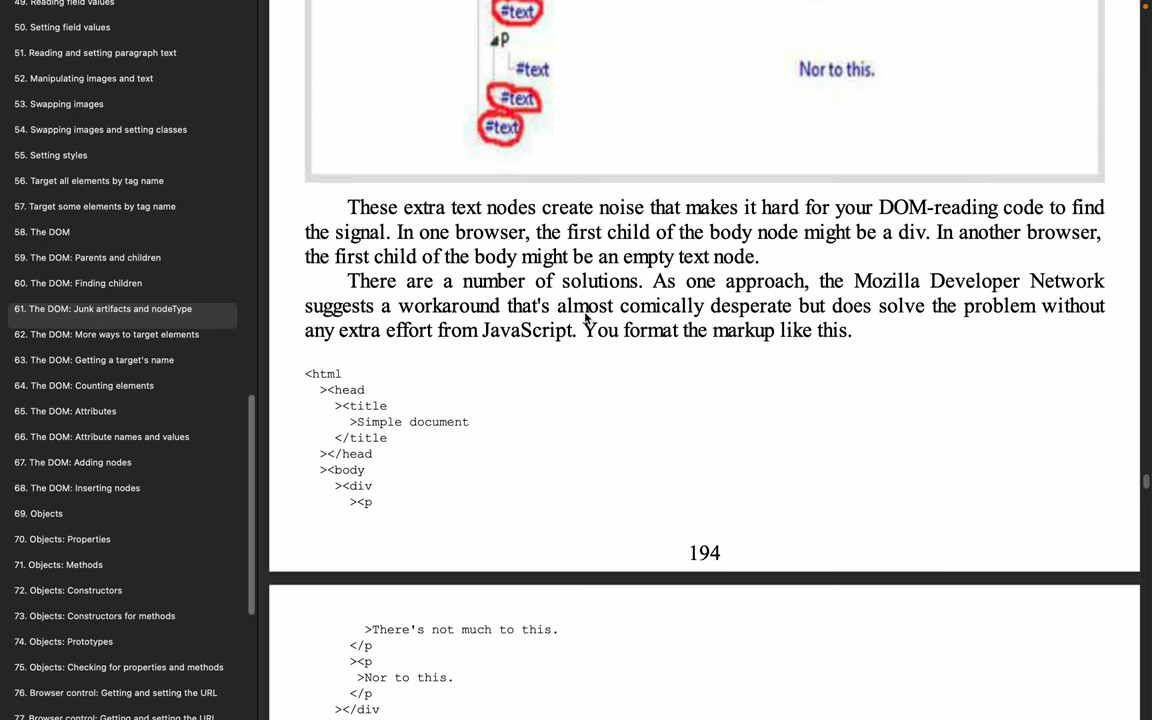 49. Reading field values
50. Setting field values
51. Reading and setting paragraph text
52. Manipulating images and text
53. Swapping images
54. Swapping images and setting classes
55. Setting styles
56. Target all elements by tag name
57. Target some elements by tag name
58. The DOM
59. The DOM: Parents and children
60. The DOM: Finding children
61. The DOM: Junk artifacts and nodeType
62. The DOM: More ways to target elements
63. The DOM: Getting a target's name
64. The DOM: Counting elements
65. The DOM: Attributes
66. The DOM: Attribute names and values
67. The DOM: Adding nodes
68. The DOM: Inserting nodes
69. Objects
70. Objects: Properties
71. Objects: Methods
72. Objects: Constructors
73. Objects: Constructors for methods
74. Objects: Prototypes
75. Objects: Checking for properties and methods
76. Browser control: Getting and setting the URL
77. Browser control: Getting and setting the URL
#text
p
#text Nor to this.
#text
#text
These extra text nodes create noise that makes it hard for your DOM-reading code to find
the signal. In one browser, the first child of the body node might be a div. In another browser,
the first child of the body might be an empty text node.
There are a number of solutions. As one approach, the Mozilla Developer Network
suggests a workaround that's almost comically desperate but does solve the problem without
any extra effort from JavaScript. You format the markup like this.
<html
><head
><title
>Simple document
</title
></head
><body
><div
><p
194
>There's not much to this.
</p
><p
>Nor to this.
</p
></div